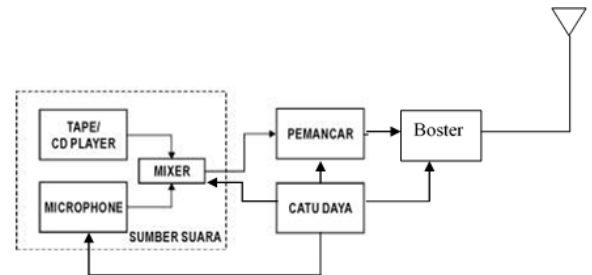 TAPE/
CD PLAYER
MIXER
MICROPHONE
SUMBER SUARA
PEMANCAR
CATU DAYA
Boster